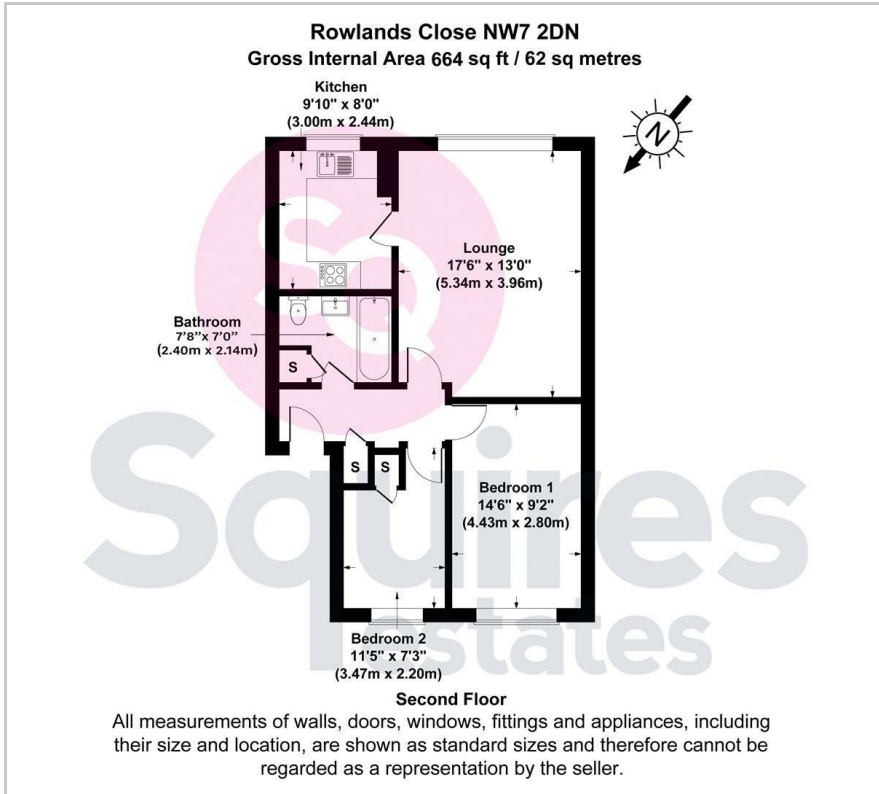 Rowlands Close NW7 2DN
Gross Internal Area 664 sq ft / 62 sq metres
Kitchen
9'10" x 8'0"
(3.00m x 2.44m)
N
Lounge
17'6" x 13'0"
(5.34m x 3.96m)
SQ
Bathroom
7'8"x 7'0"
(2.40m x 2.14m)
S
S
S
Bedroom 1
14'6" x 9'2"
(4.43m x 2.80m)
Squires
estates
Bedroom 2
11'5" x 7'3"
(3.47m x 2.20m)
Second Floor
All measurements of walls, doors, windows, fittings and appliances, including
their size and location, are shown as standard sizes and therefore cannot be
regarded as a representation by the seller.